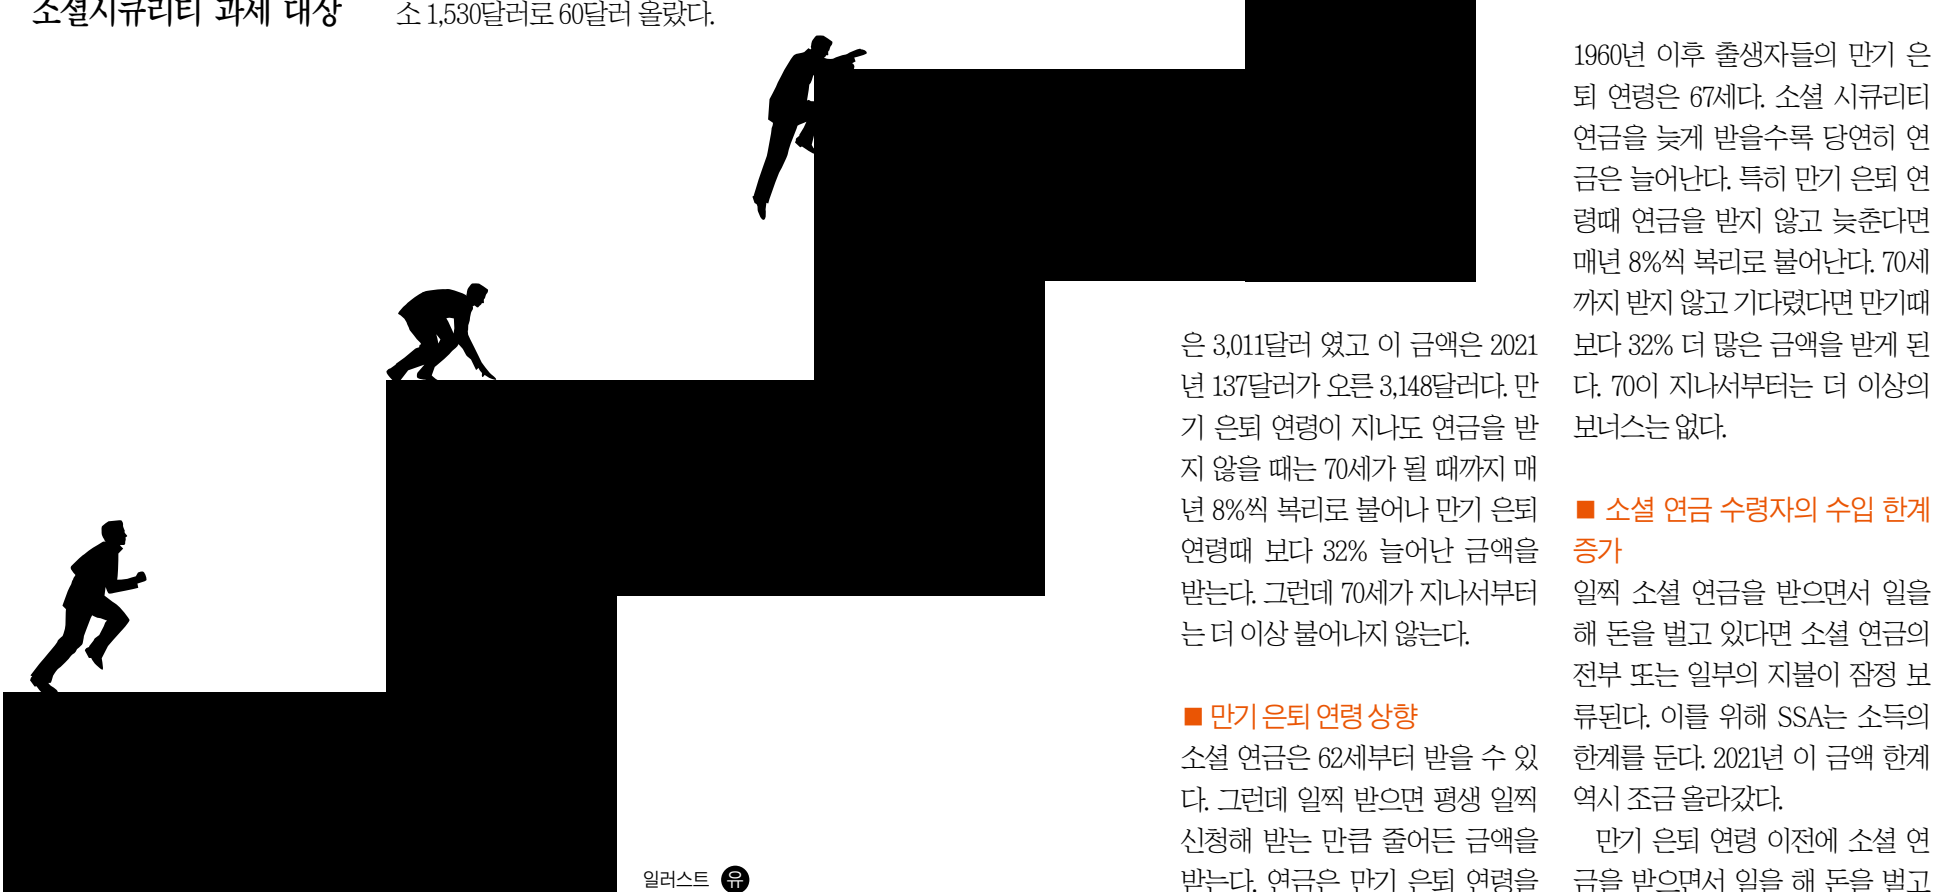 소셜시큐리티 과세 대상
소 1,530달러로 60달러 올랐다.
일러스트 유
은 3,011달러 였고 이 금액은 2021
년 137달러가 오른 3,148달러다. 만
기 은퇴 연령이 지나도 연금을 받
지 않을 때는 70세가 될 때까지 매
년 8%씩 복리로 불어나 만기 은퇴
연령때 보다 32% 늘어난 금액을
받는다. 그런데 70세가 지나서부터
는 더 이상 불어나지 않는다.
■ 만기 은퇴 연령 상향
소셜 연금은 62세부터 받을 수 있
다. 그런데 일찍 받으면 평생 일찍
신청해 받는 만큼 줄어든 금액을
받는다. 연금은 만기 은퇴 연령을
1960년 이후 출생자들의 만기 은
퇴 연령은 67세다. 소셜 시큐리티
연금을 늦게 받을수록 당연히 연
금은 늘어난다. 특히 만기 은퇴 연
령때 연금을 받지 않고 늦춘다면
매년 8%씩 복리로 불어난다. 70세
까지 받지 않고 기다렸다면 만기때
보다 32% 더 많은 금액을 받게 된
다. 70이 지나서부터는 더 이상의
보너스는 없다.
■ 소셜 연금 수령자의 수입 한계
증가
일찍 소셜 연금을 받으면서 일을
해 돈을 벌고 있다면 소셜 연금의
전부 또는 일부의 지불이 잠정 보
류된다. 이를 위해 SSA는 소득의
한계를 둔다. 2021년 이 금액 한계
역시 조금 올라갔다.
만기 은퇴 연령 이전에 소셜 연
금을 받으면서 일을 해 돈을 벌고